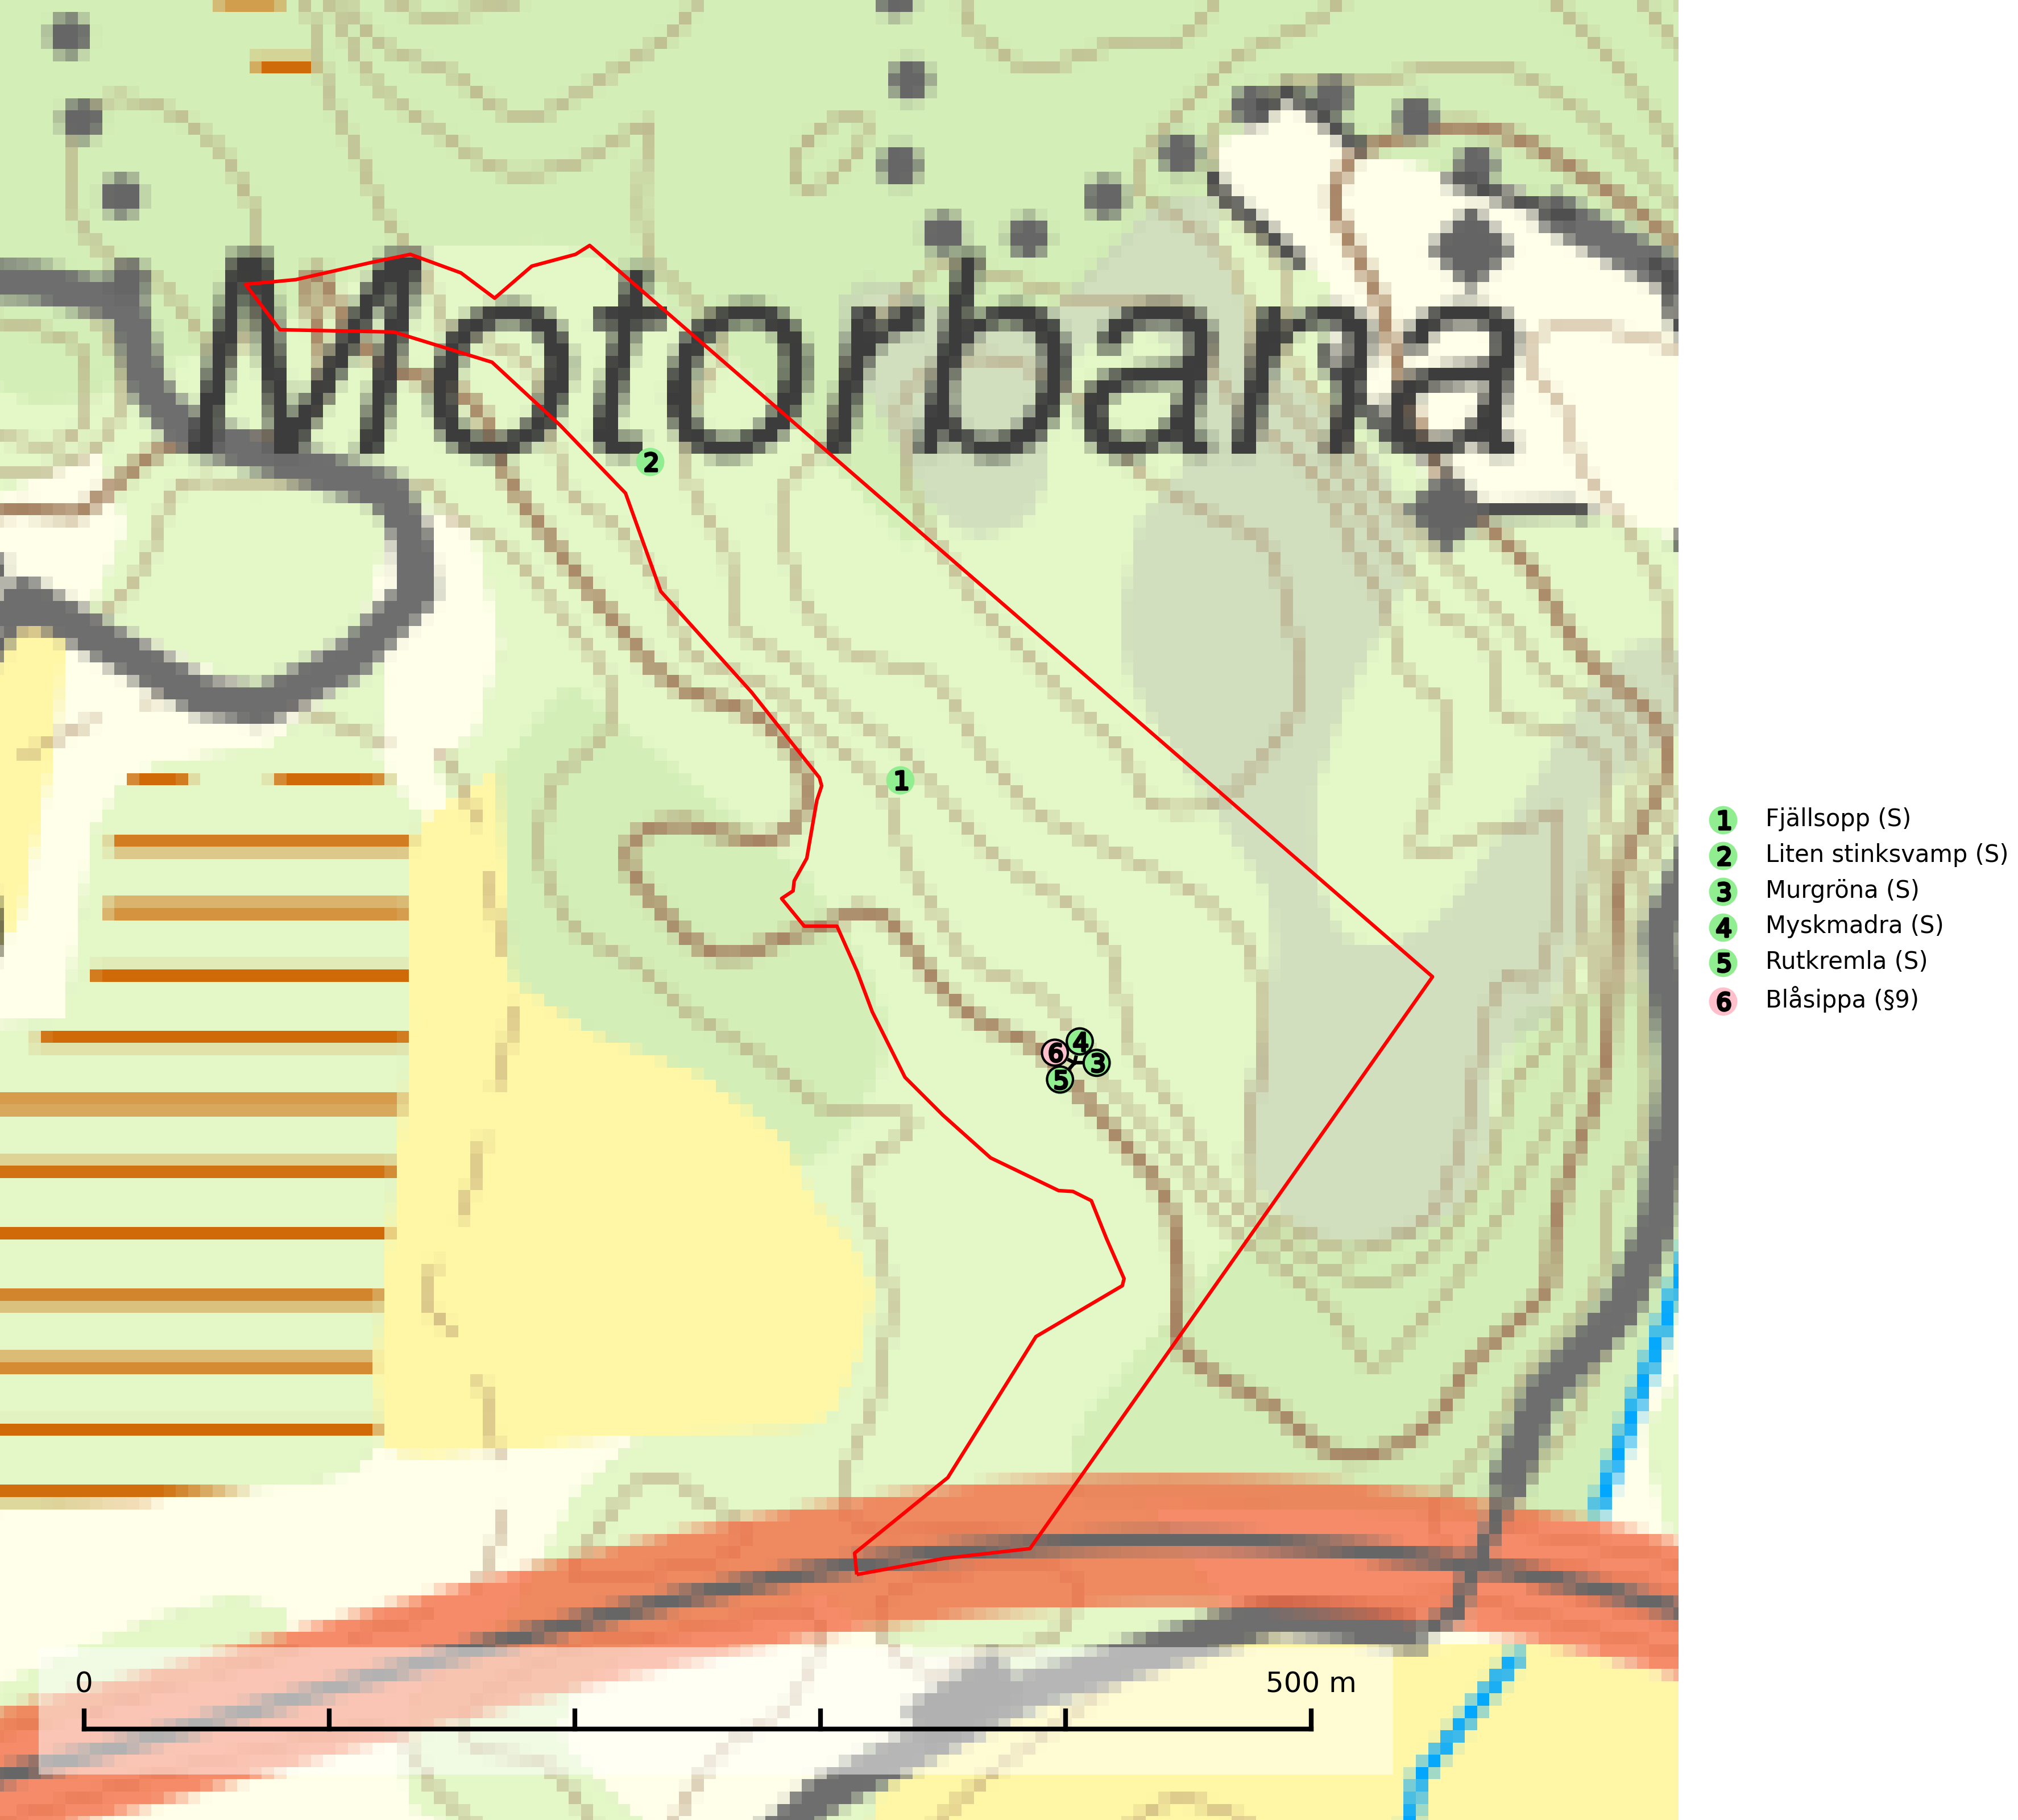 Motorbana
2
1
4
6
3
5
1 Fjällsopp (S)
2 Liten stinksvamp (S)
3 Murgröna (S)
4 Myskmadra (S)
5 Rutkremla (S)
6 Blåsippa (§9)
0 500 m